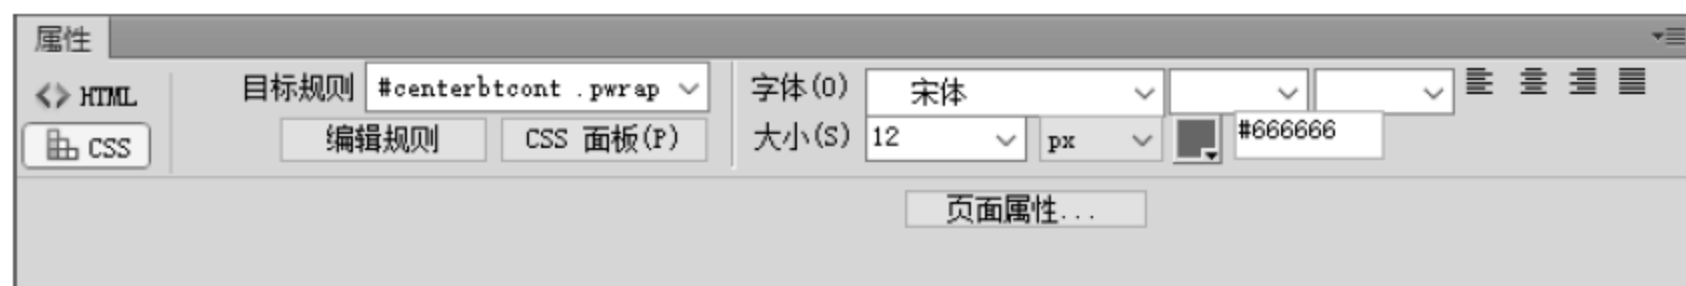 属性
HTML 目标规则 #centerbtcont .pwrap 字体(O) 宋体
CSS 编辑规则 CSS 面板(P) 大小(S) 12 px #666666
页面属性...